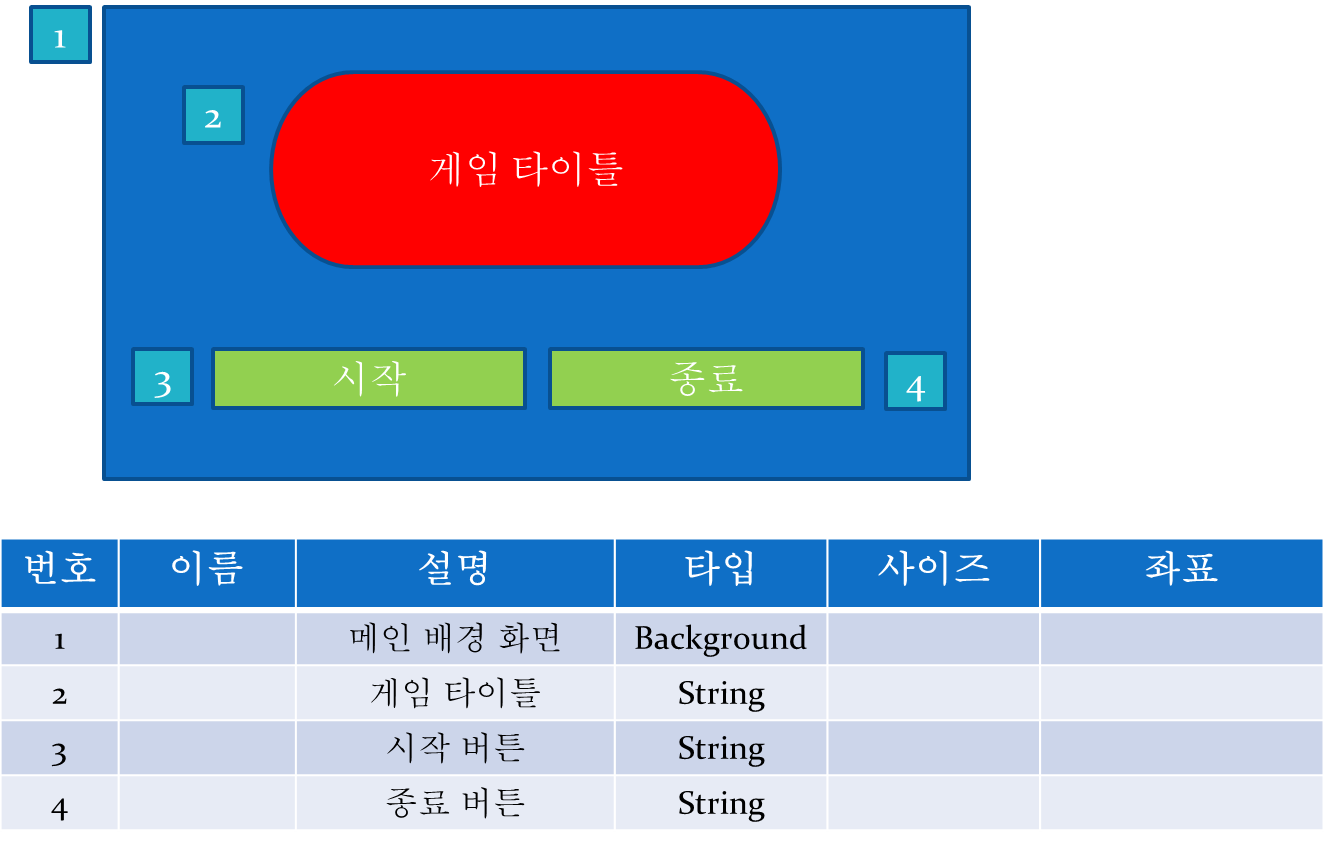 1
2
게임 타이틀
3
시작
종료
4
번호 이름 설명 타입 사이즈 좌표
1 메인 배경 화면 Background
2 게임 타이틀 String
3 시작 버튼 String
4 종료 버튼 String